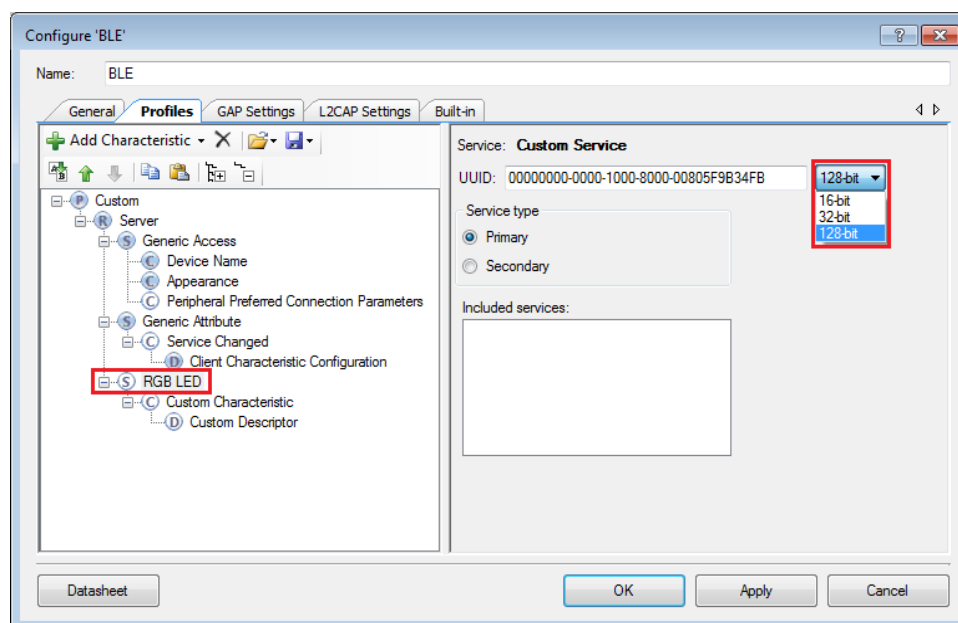 Configure 'BLE'
Name: BLE
General Profiles GAP Settings L2CAP Settings Built-in
Add Characteristic
Custom
Server
Generic Access
Device Name
Appearance
Peripheral Preferred Connection Parameters
Generic Attribute
Service Changed
Client Characteristic Configuration
RGB LED
Custom Characteristic
Custom Descriptor
Service: Custom Service
UUID: 00000000-0000-1000-8000-00805F9B34FB 128-bit
16-bit
32-bit
128-bit
Service type
Primary
Secondary
Included services:
Datasheet OK Apply Cancel